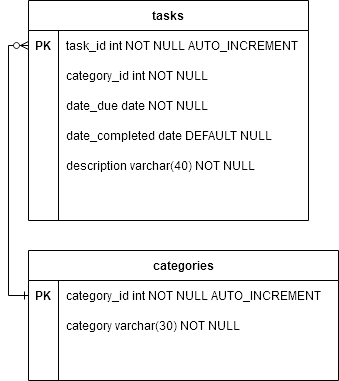 tasks
PK task_id int NOT NULL AUTO_INCREMENT
category_id int NOT NULL
date_due date NOT NULL
date_completed date DEFAULT NULL
description varchar(40) NOT NULL
categories
PK category_id int NOT NULL AUTO_INCREMENT
category varchar(30) NOT NULL